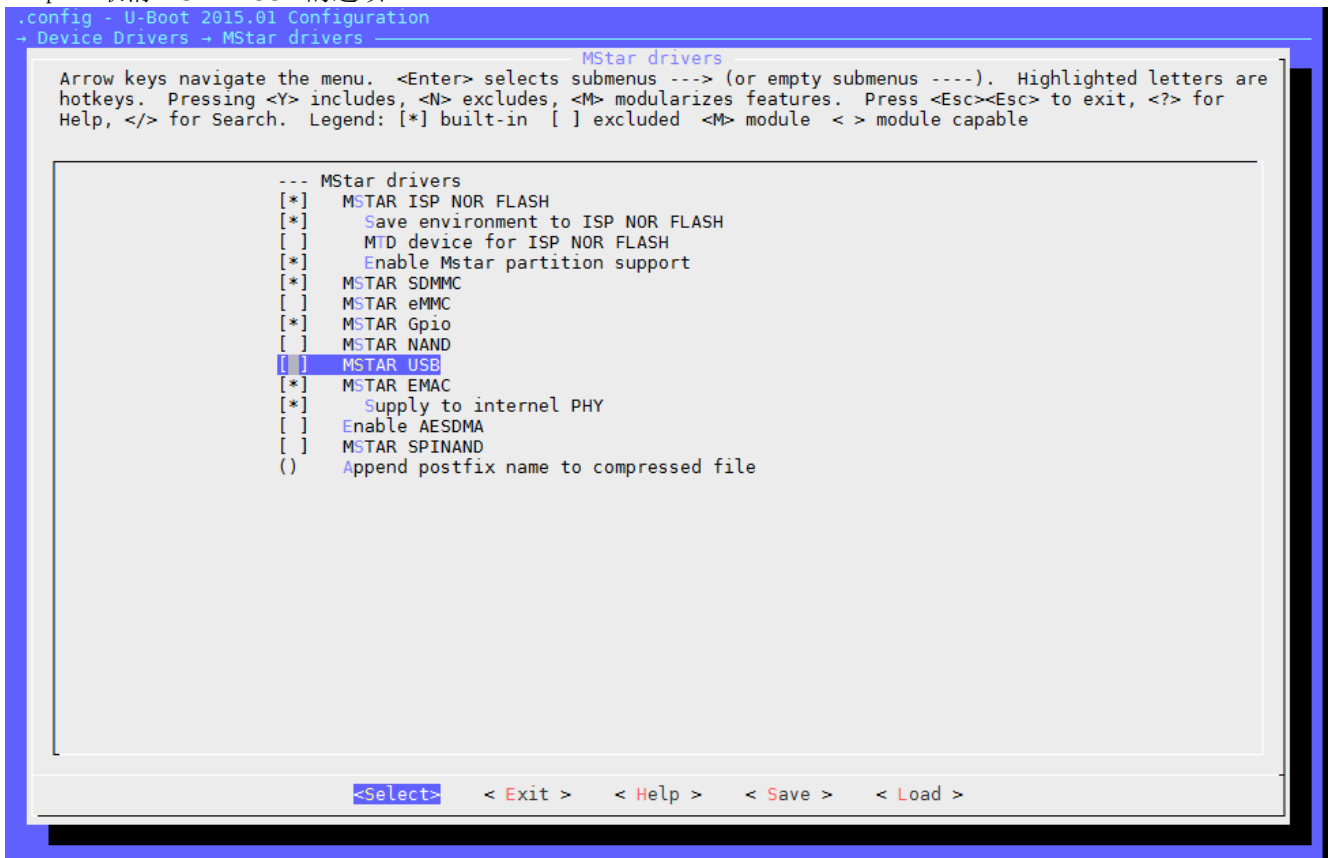 .config - U-Boot 2015.01 Configuration
→ Device Drivers → MStar drivers
MStar drivers
Arrow keys navigate the menu. <Enter> selects submenus ---> (or empty submenus ----). Highlighted letters are
hotkeys. Pressing <Y> includes, <N> excludes, <M> modularizes features. Press <Esc><Esc> to exit, <?> for
Help, </> for Search. Legend: [*] built-in [ ] excluded <M> module < > module capable
--- MStar drivers
[*] MSTAR ISP NOR FLASH
[*] Save environment to ISP NOR FLASH
[ ] MTD device for ISP NOR FLASH
[*] Enable Mstar partition support
[*] MSTAR SDMMC
[ ] MSTAR eMMC
[*] MSTAR Gpio
[ ] MSTAR NAND
[ ] MSTAR USB
[*] MSTAR EMAC
[*] Supply to internel PHY
[ ] Enable AESDMA
[ ] MSTAR SPINAND
() Append postfix name to compressed file
<Select> < Exit > < Help > < Save > < Load >